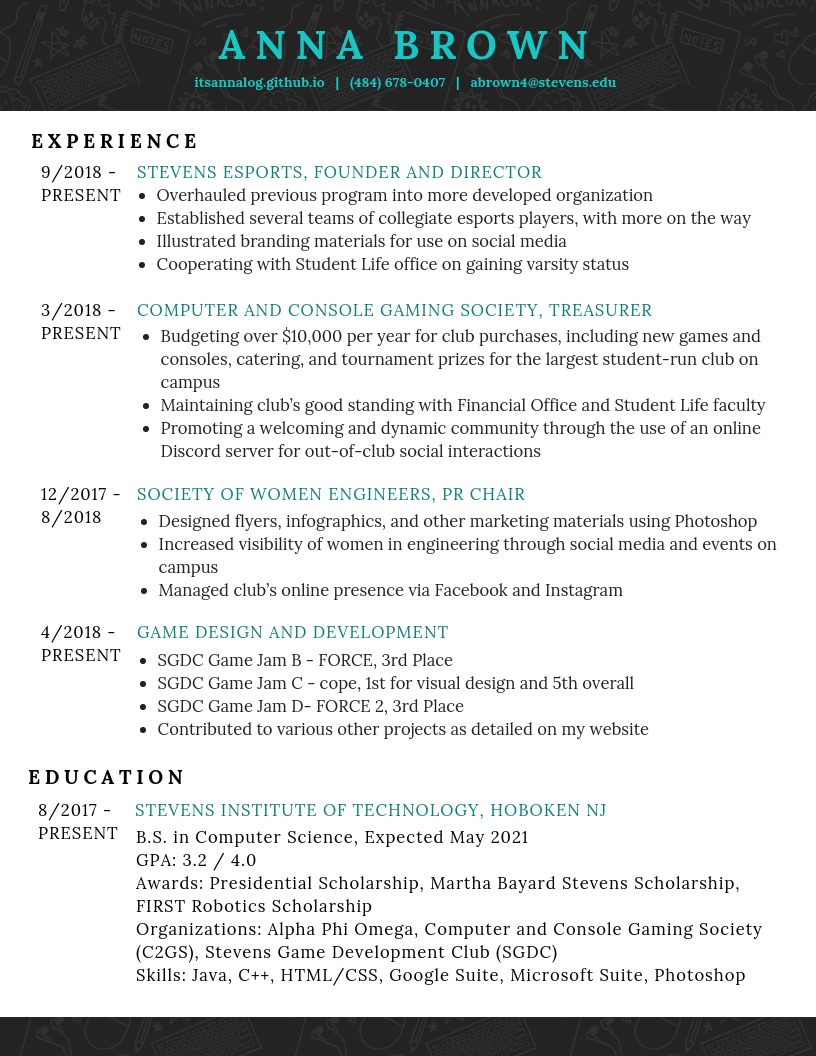 ANNA BROWN
itsannalog.github.io | (484) 678-0407 | abrown4@stevens.edu
EXPERIENCE
9/2018 - STEVENS ESPORTS, FOUNDER AND DIRECTOR
PRESENT • Overhauled previous program into more developed organization
• Established several teams of collegiate esports players, with more on the way
• Illustrated branding materials for use on social media
• Cooperating with Student Life office on gaining varsity status
3/2018 - COMPUTER AND CONSOLE GAMING SOCIETY, TREASURER
PRESENT • Budgeting over $10,000 per year for club purchases, including new games and
consoles, catering, and tournament prizes for the largest student-run club on
campus
• Maintaining club's good standing with Financial Office and Student Life faculty
• Promoting a welcoming and dynamic community through the use of an online
Discord server for out-of-club social interactions
12/2017 - SOCIETY OF WOMEN ENGINEERS, PR CHAIR
8/2018 • Designed flyers, infographics, and other marketing materials using Photoshop
• Increased visibility of women in engineering through social media and events on
campus
• Managed club's online presence via Facebook and Instagram
4/2018 - GAME DESIGN AND DEVELOPMENT
PRESENT • SGDC Game Jam B - FORCE, 3rd Place
• SGDC Game Jam C - cope, 1st for visual design and 5th overall
• SGDC Game Jam D- FORCE 2, 3rd Place
• Contributed to various other projects as detailed on my website
EDUCATION
8/2017 - STEVENS INSTITUTE OF TECHNOLOGY, HOBOKEN NJ
PRESENT B.S. in Computer Science, Expected May 2021
GPA: 3.2 / 4.0
Awards: Presidential Scholarship, Martha Bayard Stevens Scholarship,
FIRST Robotics Scholarship
Organizations: Alpha Phi Omega, Computer and Console Gaming Society
(C2GS), Stevens Game Development Club (SGDC)
Skills: Java, C++, HTML/CSS, Google Suite, Microsoft Suite, Photoshop